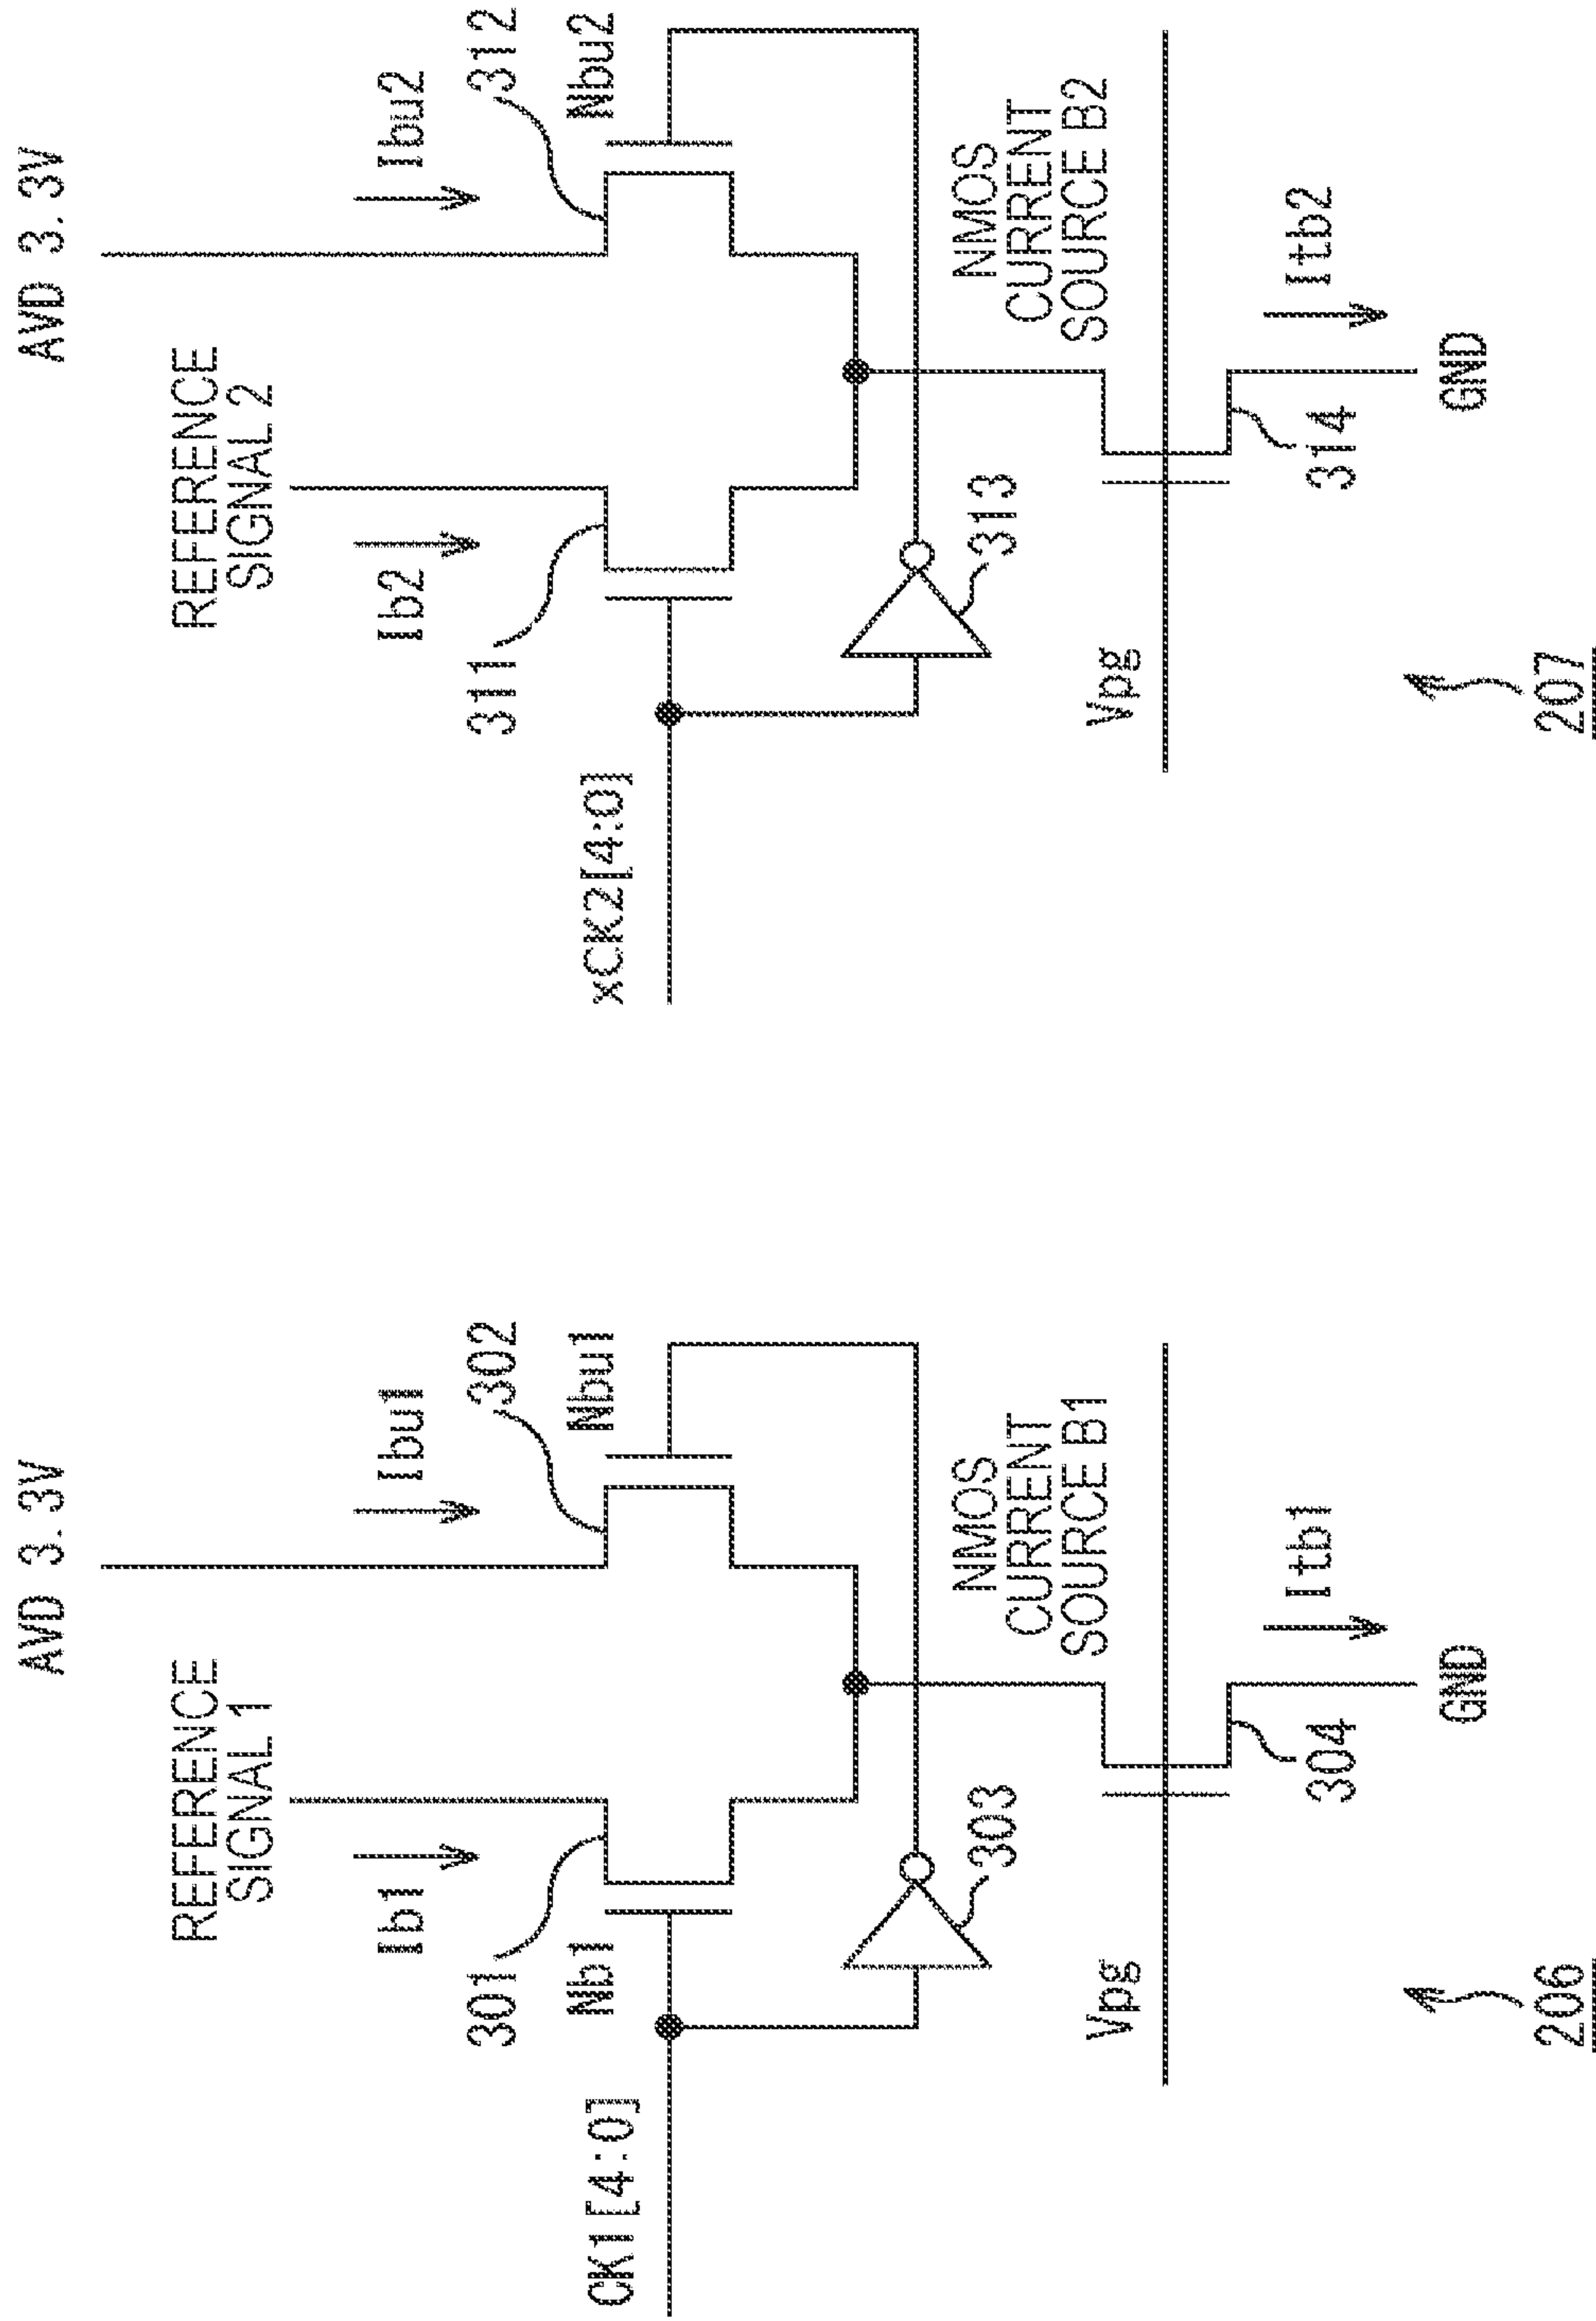 AVD 3.3V
REFERENCE
SIGNAL 1
Ib1
Ibu1
301
302
Nb1
Nbu1
CK1[4:0]
303
NMOS
CURRENT
SOURCE B1
Vpg
Itb1
304
GND
206
AVD 3.3V
REFERENCE
SIGNAL 2
Ib2
Ibu2
311
312
Nbu2
xCK2[4:0]
313
NMOS
CURRENT
SOURCE B2
Vpg
Itb2
314
GND
207